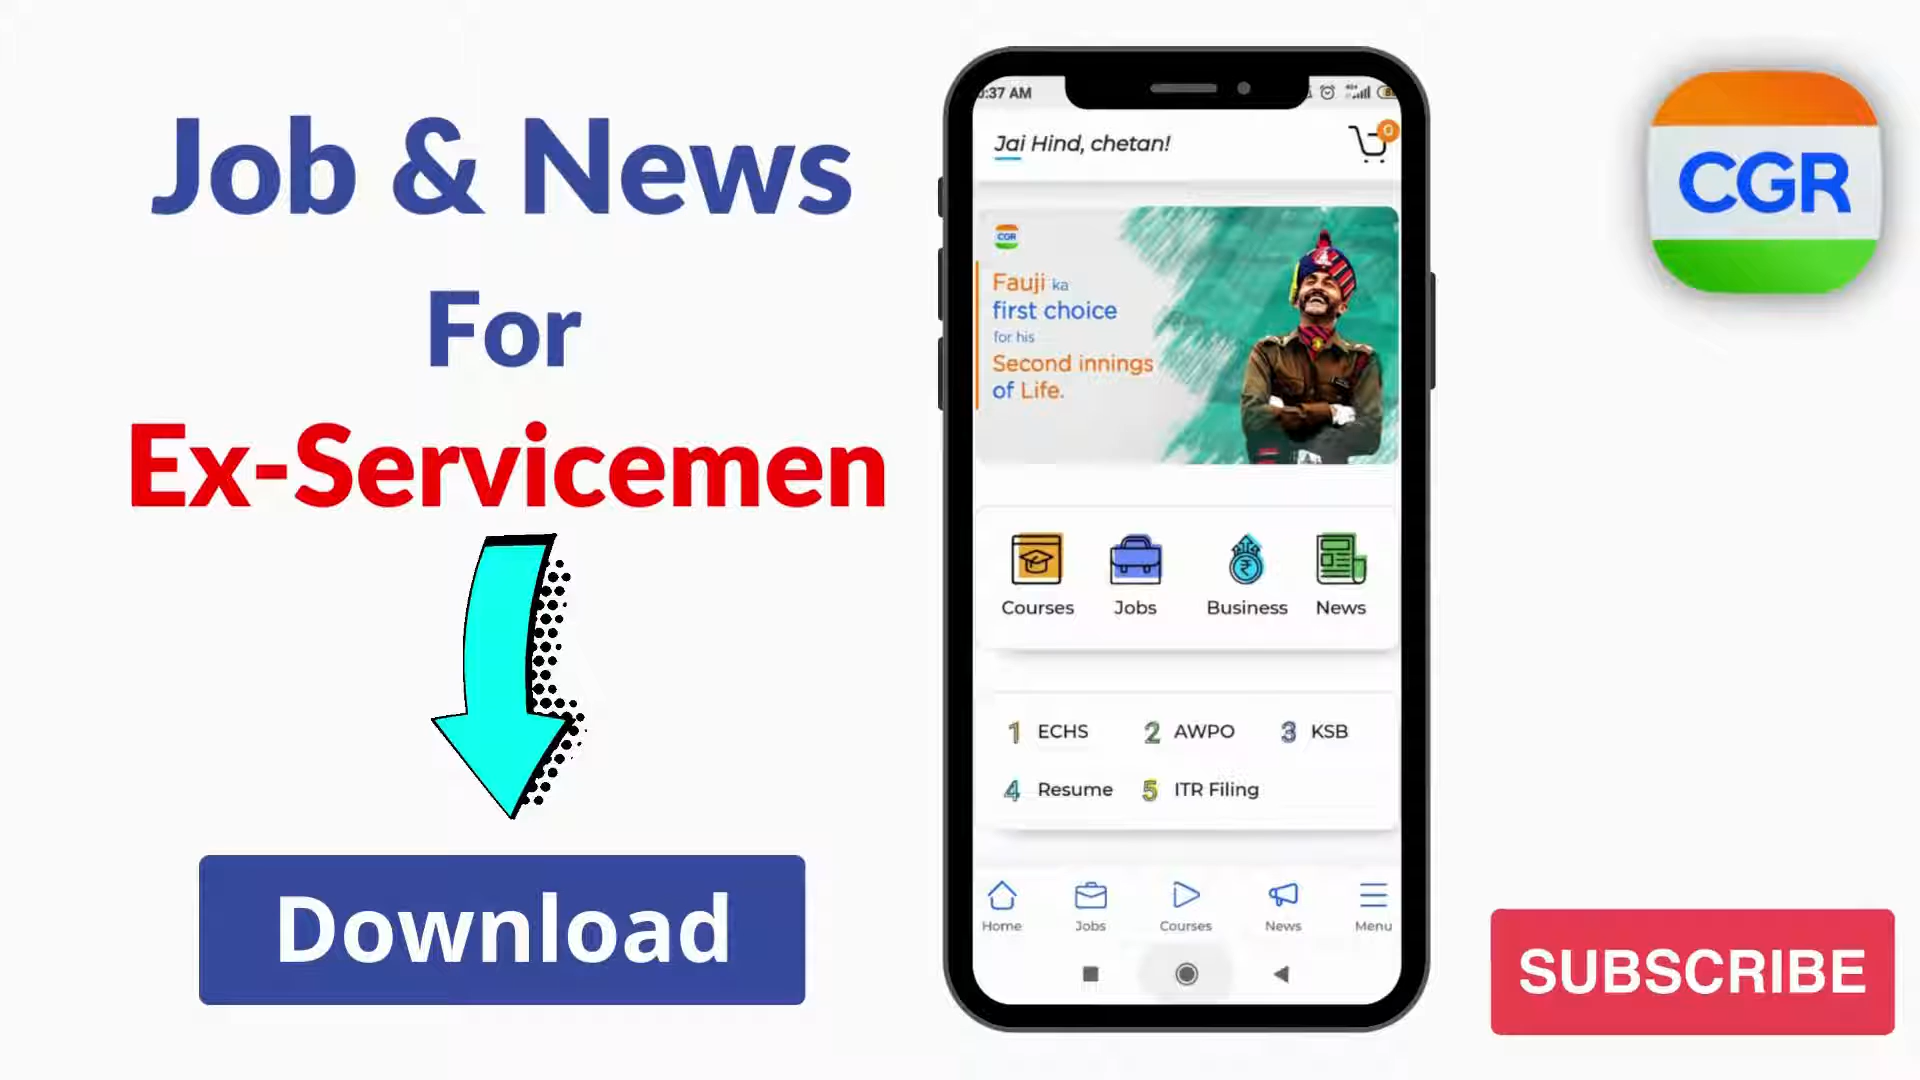 Job & News
For
Ex-Servicemen
Download
:37 AM
Jai Hind, chetan!
0
CGR
Fauji ka
first choice
for his
Second innings
of Life.
Courses
Jobs
Business
News
1 ECHS
2 AWPO
3 KSB
4 Resume
5 ITR Filing
Home
Jobs
Courses
News
Menu
CGR
SUBSCRIBE